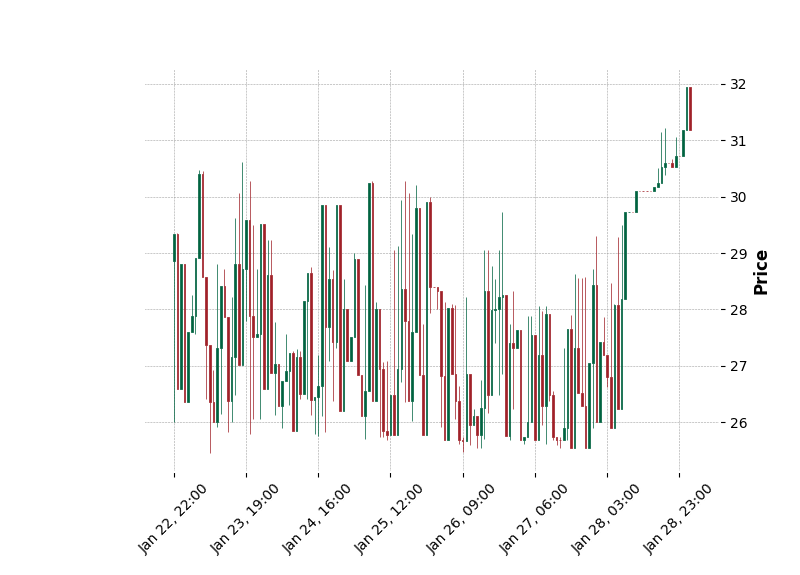 32
31
30
29
28
27
26
Price
Jan 22, 22:00
Jan 23, 19:00
Jan 24, 16:00
Jan 25, 12:00
Jan 26, 09:00
Jan 27, 06:00
Jan 28, 03:00
Jan 28, 23:00